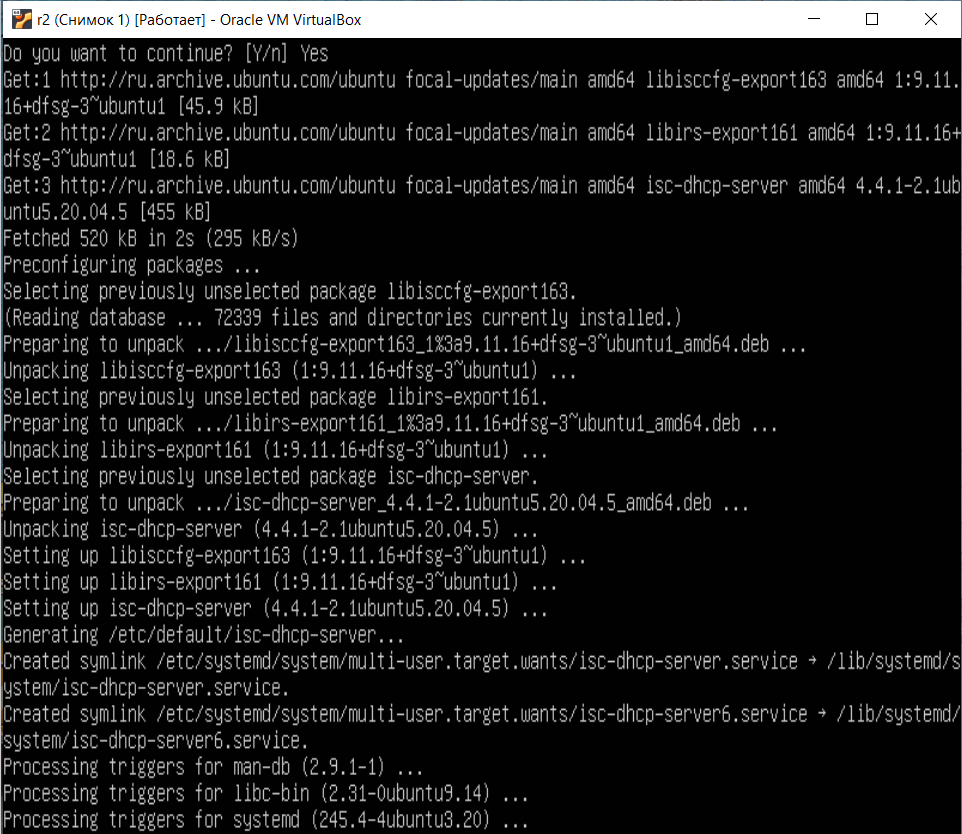 r2 (Снимок 1) [Работает] - Oracle VM VirtualBox
Do you want to continue? [Y/n] Yes
Get:1 http://ru.archive.ubuntu.com/ubuntu focal-updates/main amd64 libisccfg-export163 amd64 1:9.11.
16+dfsg-3~ubuntu1 [45.9 kB]
Get:2 http://ru.archive.ubuntu.com/ubuntu focal-updates/main amd64 libirs-export161 amd64 1:9.11.16+
dfsg-3~ubuntu1 [18.6 kB]
Get:3 http://ru.archive.ubuntu.com/ubuntu focal-updates/main amd64 isc-dhcp-server amd64 4.4.1-2.1ub
untu5.20.04.5 [455 kB]
Fetched 520 kB in 2s (295 kB/s)
Preconfiguring packages ...
Selecting previously unselected package libisccfg-export163.
(Reading database ... 72339 files and directories currently installed.)
Preparing to unpack .../libisccfg-export163_1%3a9.11.16+dfsg-3~ubuntu1_amd64.deb ...
Unpacking libisccfg-export163 (1:9.11.16+dfsg-3~ubuntu1) ...
Selecting previously unselected package libirs-export161.
Preparing to unpack .../libirs-export161_1%3a9.11.16+dfsg-3~ubuntu1_amd64.deb ...
Unpacking libirs-export161 (1:9.11.16+dfsg-3~ubuntu1) ...
Selecting previously unselected package isc-dhcp-server.
Preparing to unpack .../isc-dhcp-server_4.4.1-2.1ubuntu5.20.04.5_amd64.deb ...
Unpacking isc-dhcp-server (4.4.1-2.1ubuntu5.20.04.5) ...
Setting up libisccfg-export163 (1:9.11.16+dfsg-3~ubuntu1) ...
Setting up libirs-export161 (1:9.11.16+dfsg-3~ubuntu1) ...
Setting up isc-dhcp-server (4.4.1-2.1ubuntu5.20.04.5) ...
Generating /etc/default/isc-dhcp-server...
Created symlink /etc/systemd/system/multi-user.target.wants/isc-dhcp-server.service → /lib/systemd/s
ystem/isc-dhcp-server.service.
Created symlink /etc/systemd/system/multi-user.target.wants/isc-dhcp-server6.service → /lib/systemd/
system/isc-dhcp-server6.service.
Processing triggers for man-db (2.9.1-1) ...
Processing triggers for libc-bin (2.31-0ubuntu9.14) ...
Processing triggers for systemd (245.4-4ubuntu3.20) ...